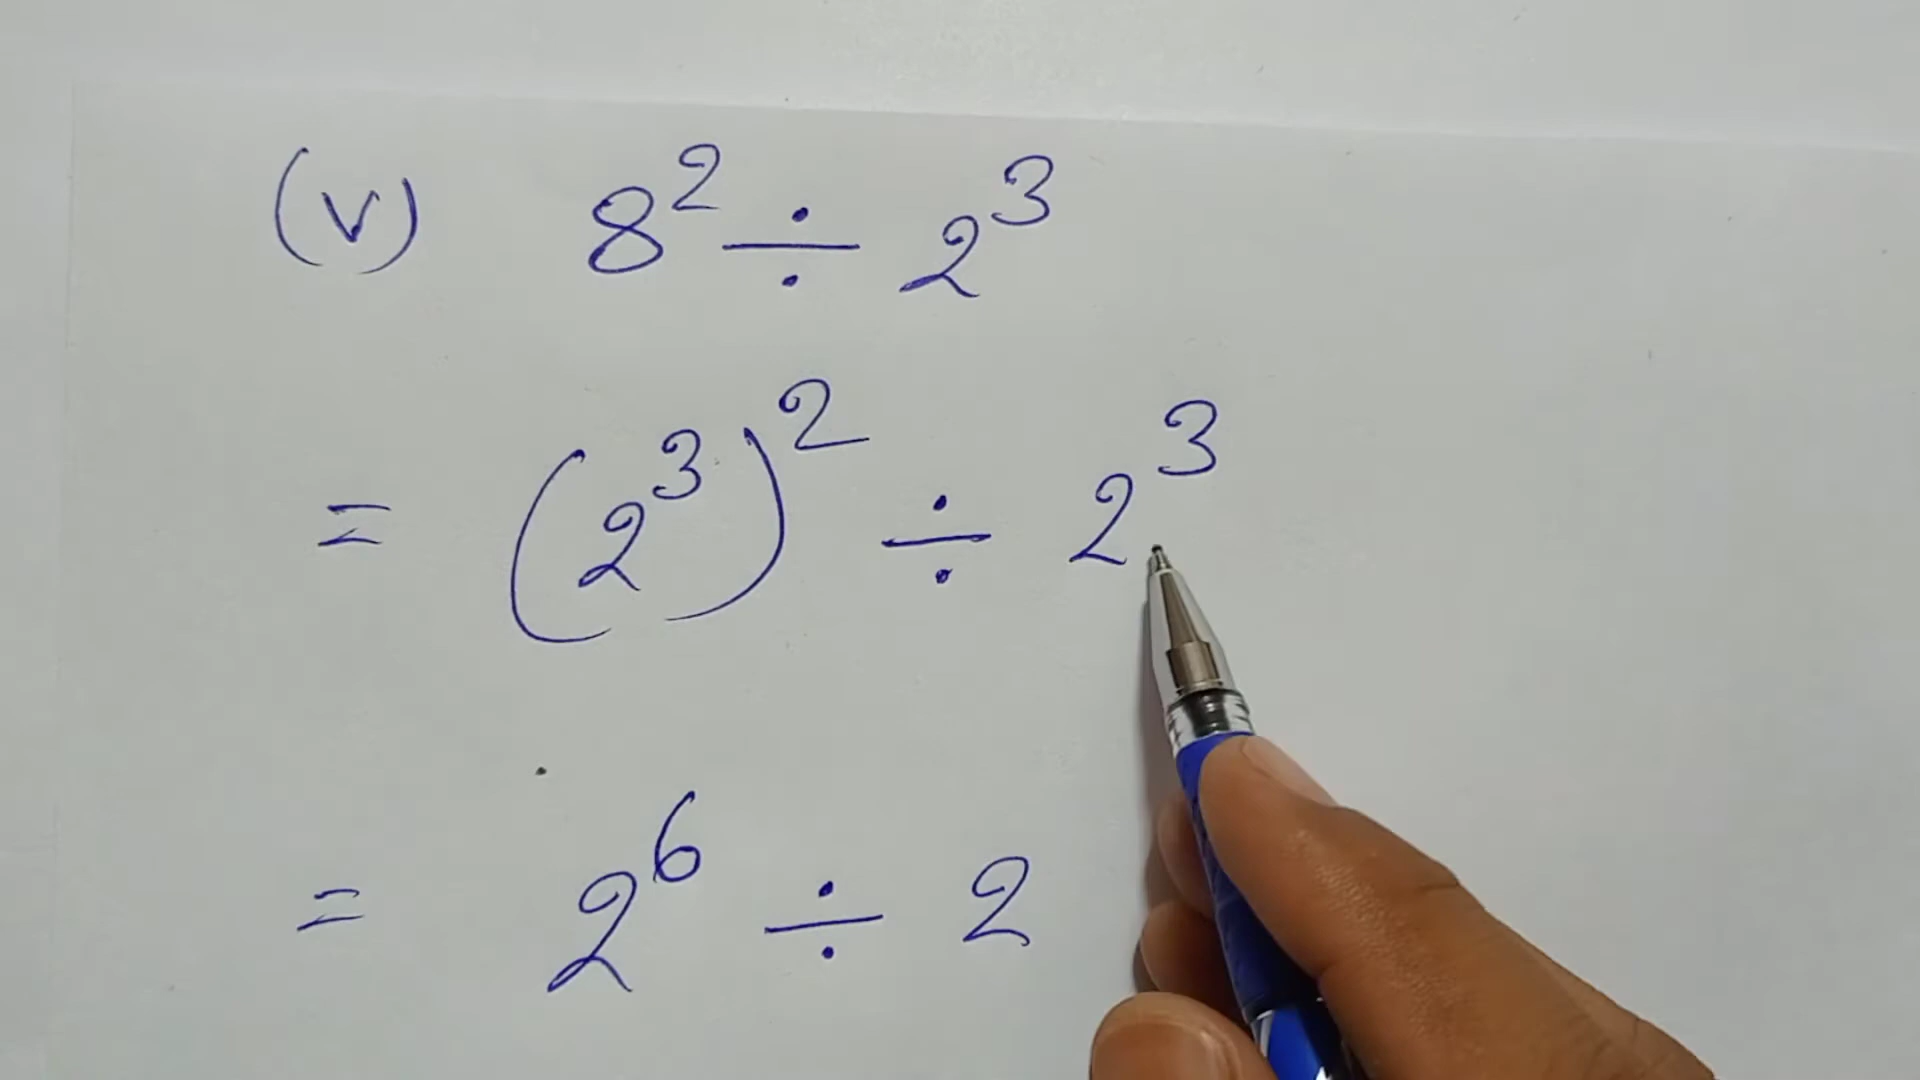 (v) 8² ÷ 2³
= (2³)² ÷ 2³
= 2⁶ ÷ 2